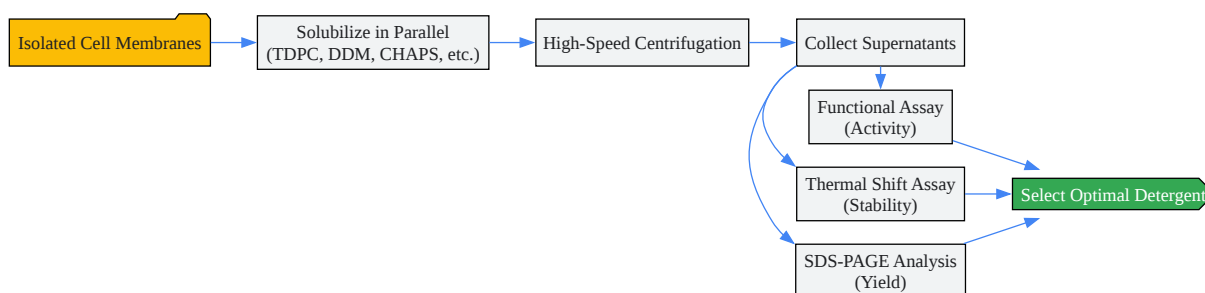 Isolated Cell Membranes
Solubilize in Parallel
(TDPC, DDM, CHAPS, etc.)
High-Speed Centrifugation
Collect Supernatants
Functional Assay
(Activity)
Thermal Shift Assay
(Stability)
SDS-PAGE Analysis
(Yield)
Select Optimal Detergent